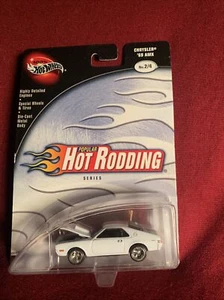 Hot Wheels
CHRYSLER®
'69 AMX
No. 2/4
Highly Detailed
Engines
•
Special Wheels
& Tires
•
Die-Cast
Metal
Body
POPULAR
HOT RODDING
SERIES